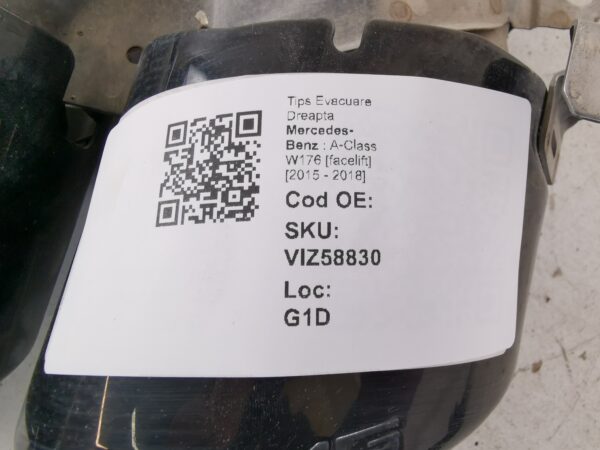 Tips Evacuare
Dreapta
Mercedes-
Benz : A-Class
W176 [facelift]
[2015 - 2018]
Cod OE:
SKU:
VIZ58830
Loc:
G1D